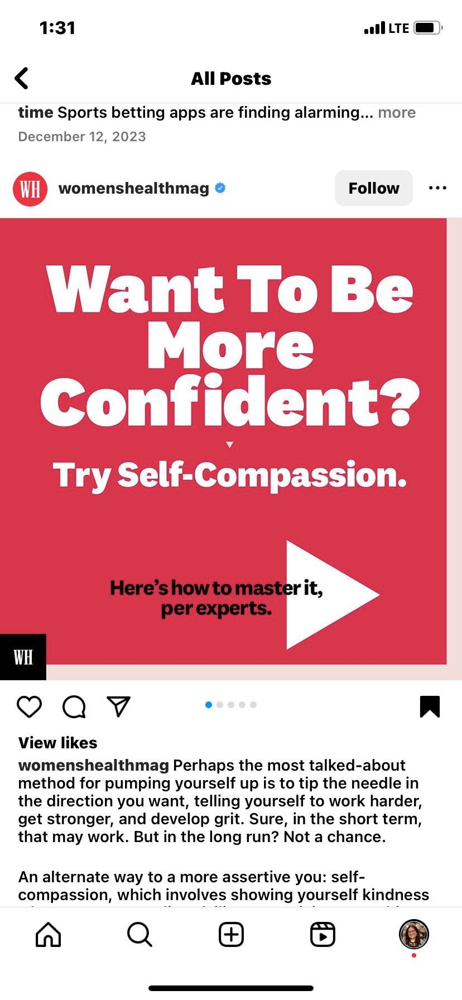 1:31 LTE
All Posts
time Sports betting apps are finding alarming... more
December 12, 2023
WH womenshealthmag Follow
Want To Be
More
Confident?
Try Self-Compassion.
Here's how to master it,
per experts.
WH
View likes
womenshealthmag Perhaps the most talked-about
method for pumping yourself up is to tip the needle in
the direction you want, telling yourself to work harder,
get stronger, and develop grit. Sure, in the short term,
that may work. But in the long run? Not a chance.
An alternate way to a more assertive you: self-
compassion, which involves showing yourself kindness